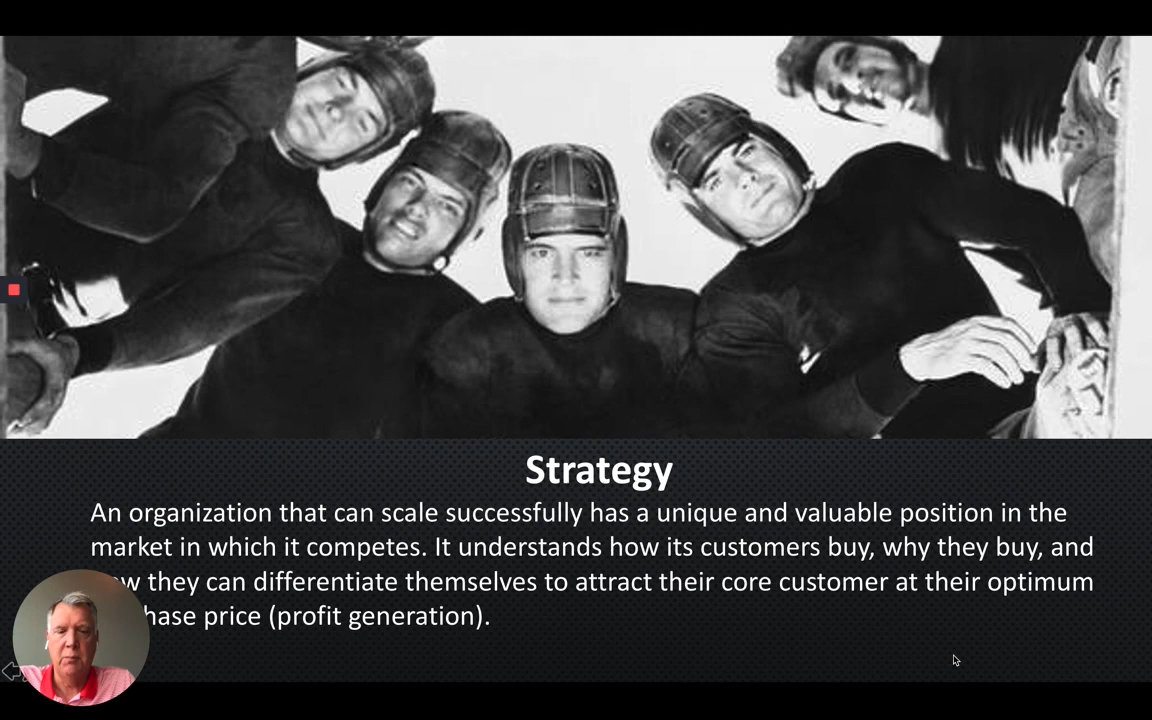 Strategy
An organization that can scale successfully has a unique and valuable position in the
market in which it competes. It understands how its customers buy, why they buy, and
they can differentiate themselves to attract their core customer at their optimum
price (profit generation).